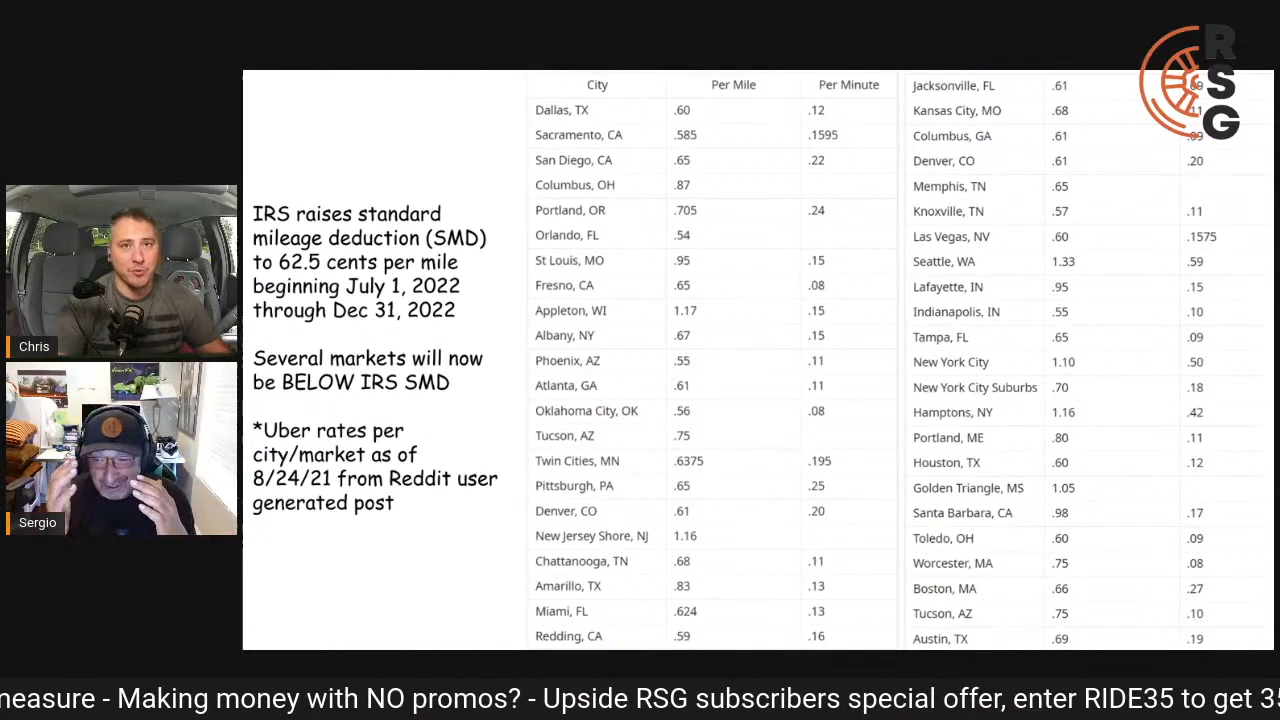 RSG
IRS raises standard
mileage deduction (SMD)
to 62.5 cents per mile
beginning July 1, 2022
through Dec 31, 2022
Several markets will now
be BELOW IRS SMD
*Uber rates per
city/market as of
8/24/21 from Reddit user
generated post
City Per Mile Per Minute
Dallas, TX .60 .12
Sacramento, CA .585 .1595
San Diego, CA .65 .22
Columbus, OH .87
Portland, OR .705 .24
Orlando, FL .54
St Louis, MO .95 .15
Fresno, CA .65 .08
Appleton, WI 1.17 .15
Albany, NY .67 .15
Phoenix, AZ .55 .11
Atlanta, GA .61 .11
Oklahoma City, OK .56 .08
Tucson, AZ .75
Twin Cities, MN .6375 .195
Pittsburgh, PA .65 .25
Denver, CO .61 .20
New Jersey Shore, NJ 1.16
Chattanooga, TN .68 .11
Amarillo, TX .83 .13
Miami, FL .624 .13
Redding, CA .59 .16
Jacksonville, FL .61
Kansas City, MO .68 .11
Columbus, GA .61 .09
Denver, CO .61 .20
Memphis, TN .65
Knoxville, TN .57 .11
Las Vegas, NV .60 .1575
Seattle, WA 1.33 .59
Lafayette, IN .95 .15
Indianapolis, IN .55 .10
Tampa, FL .65 .09
New York City 1.10 .50
New York City Suburbs .70 .18
Hamptons, NY 1.16 .42
Portland, ME .80 .11
Houston, TX .60 .12
Golden Triangle, MS 1.05
Santa Barbara, CA .98 .17
Toledo, OH .60 .09
Worcester, MA .75 .08
Boston, MA .66 .27
Tucson, AZ .75 .10
Austin, TX .69 .19
Chris
Sergio
measure - Making money with NO promos? - Upside RSG subscribers special offer, enter RIDE35 to get 35